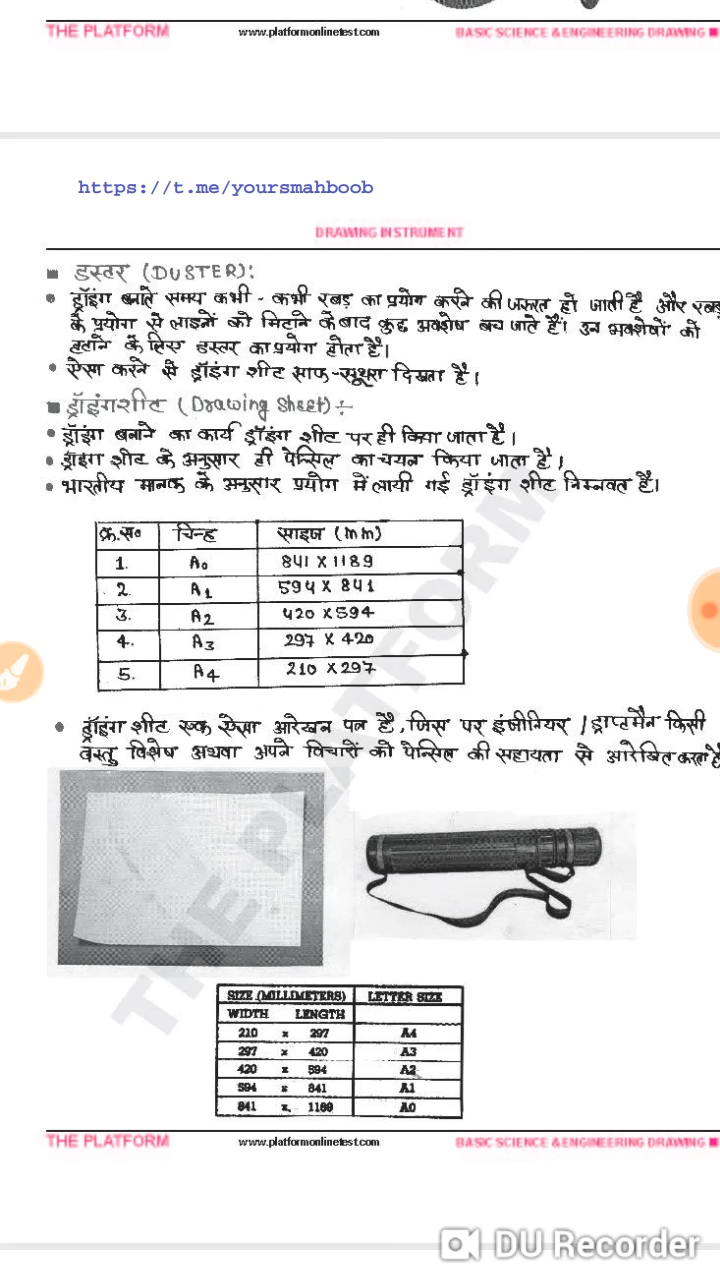 THE PLATFORM www.platformonlinetest.com BASIC SCIENCE & ENGINEERING DRAWING
https://t.me/yoursmahboob
DRAWING INSTRUMENT
डस्टर (DUSTER):
ड्रॉइंग बनाते समय कभी - कभी रबड़ का प्रयोग करने की जरूरत हो जाती है और रबड़
के प्रयोग से लाइनों को मिटाने के बाद कुछ अवशेष बच जाते हैं। उन अवशेषों को
हटाने के लिए डस्टर का प्रयोग होता है।
ऐसा करने से ड्रॉइंग शीट साफ-सुथरा दिखता है।
ड्रॉइंगशीट (Drawing Sheet) ÷
ड्रॉइंग बनाने का कार्य ड्रॉइंग शीट पर ही किया जाता है।
ड्राइंग शीट के अनुसार ही पेन्सिल का चयन किया जाता है।
भारतीय मानक के अनुसार प्रयोग में लायी गई ड्रॉइंग शीट निम्नवत हैं।
क्र.स० चिन्ह साइज (mm)
1. A0 841 X 1189
2. A1 594 X 841
3. A2 420 X 594
4. A3 297 X 420
5. A4 210 X 297
ड्रॉइंग शीट एक ऐसा आरेखन पत्र है, जिस पर इंजीनियर / ड्राफ्टमैन किसी
वस्तु विशेष अथवा अपने विचारों को पेन्सिल की सहायता से आरेखित करता है
THE PLATFORM
SIZE (MILLIMETERS) LETTER SIZE
WIDTH LENGTH
210 x 297 A4
297 x 420 A3
420 x 594 A2
594 x 841 A1
841 x 1189 A0
THE PLATFORM www.platformonlinetest.com BASIC SCIENCE & ENGINEERING DRAWING
DU Recorder